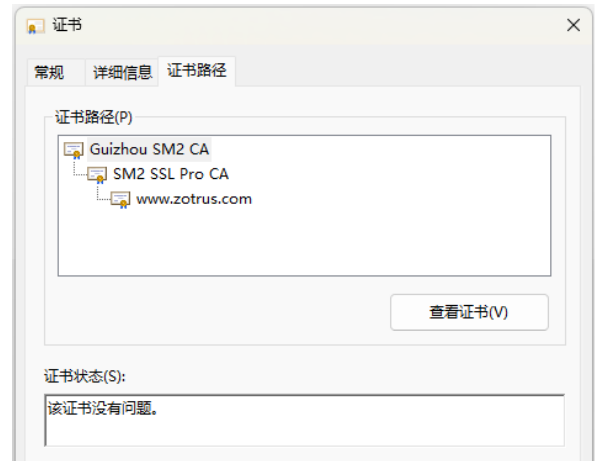 证书
常规 详细信息 证书路径
证书路径(P)
Guizhou SM2 CA
SM2 SSL Pro CA
www.zotrus.com
查看证书(V)
证书状态(S):
该证书没有问题。